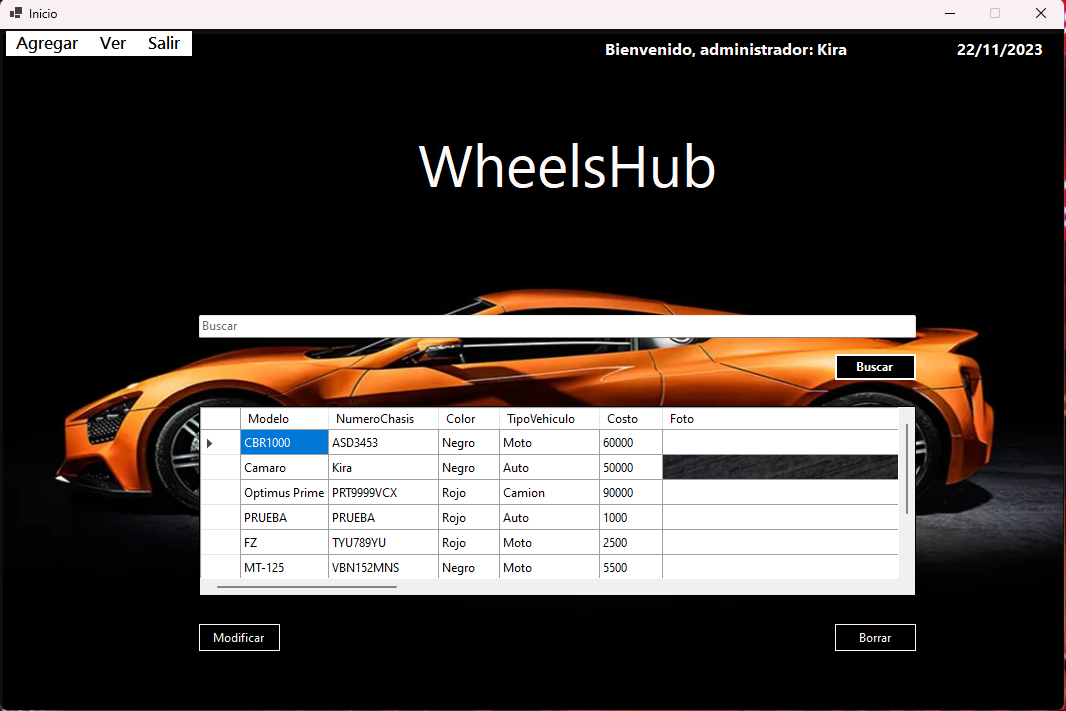 Inicio
Agregar Ver Salir
Bienvenido, administrador: Kira 22/11/2023
WheelsHub
Buscar
Buscar
Modelo NumeroChasis Color TipoVehiculo Costo Foto
CBR1000 ASD3453 Negro Moto 60000
Camaro Kira Negro Auto 50000
Optimus Prime PRT9999VCX Rojo Camion 90000
PRUEBA PRUEBA Rojo Auto 1000
FZ TYU789YU Rojo Moto 2500
MT-125 VBN152MNS Negro Moto 5500
Modificar Borrar